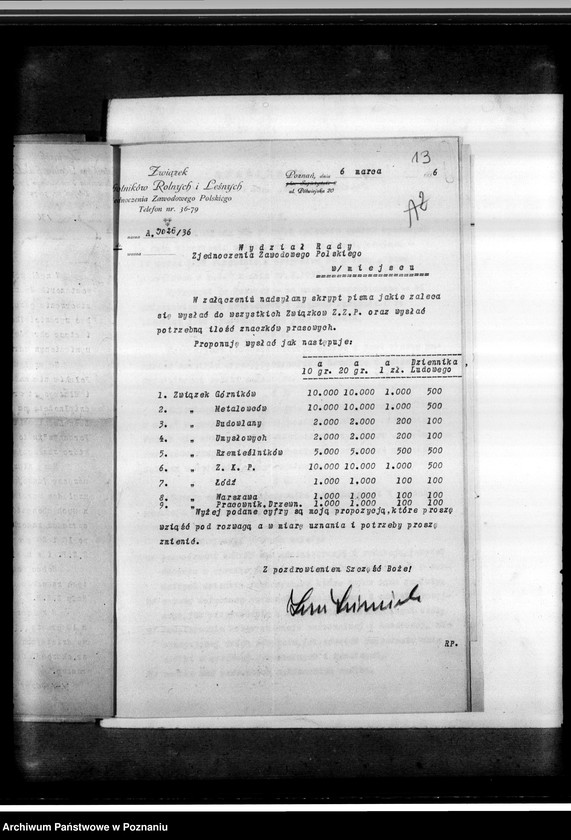 13
Związek
Robotników Rolnych i Leśnych
Zjednoczenia Zawodowego Polskiego
Telefon nr. 36-79
Poznań, dnia 6 marca 6
ul. Półwiejska 20
A2
A. 3026/36
Wydział Rady
Zjednoczenia Zawodowego Polskiego
w/miejscu
W załączeniu nadsyłany skrypt pisma jakie zaleca
się wysłać do wszystkich Związkow Z.Z.P. oraz wysłać
potrzebną ilość znaczków prasowych.
Proponuję wysłać jak następuje:
a a a Dziennika
10 gr. 20 gr. 1 zł. Ludowego
1. Związek Górników 10.000 10.000 1.000 500
2. „ Metalowców 10.000 10.000 1.000 500
3. „ Budowlany 2.000 2.000 200 100
4. „ Umysłowych 2.000 2.000 200 100
5. „ Rzemieślników 5.000 5.000 500 500
6. „ Z. K. P. 10.000 10.000 1.000 500
7. „ Łódź 1.000 1.000 100 100
8. „ Warszawa 1.000 1.000 100 100
9. „ Pracownik.Drzewn. 1.000 1.000 100 100
Wyżej podane cyfry są moją propozycją,które proszę
wziąść pod rozwagą a w miarę uznania i potrzeby proszę
zmienić.
Z pozdrowieniem Szczęść Boże!
RP.
Archiwum Państwowe w Poznaniu